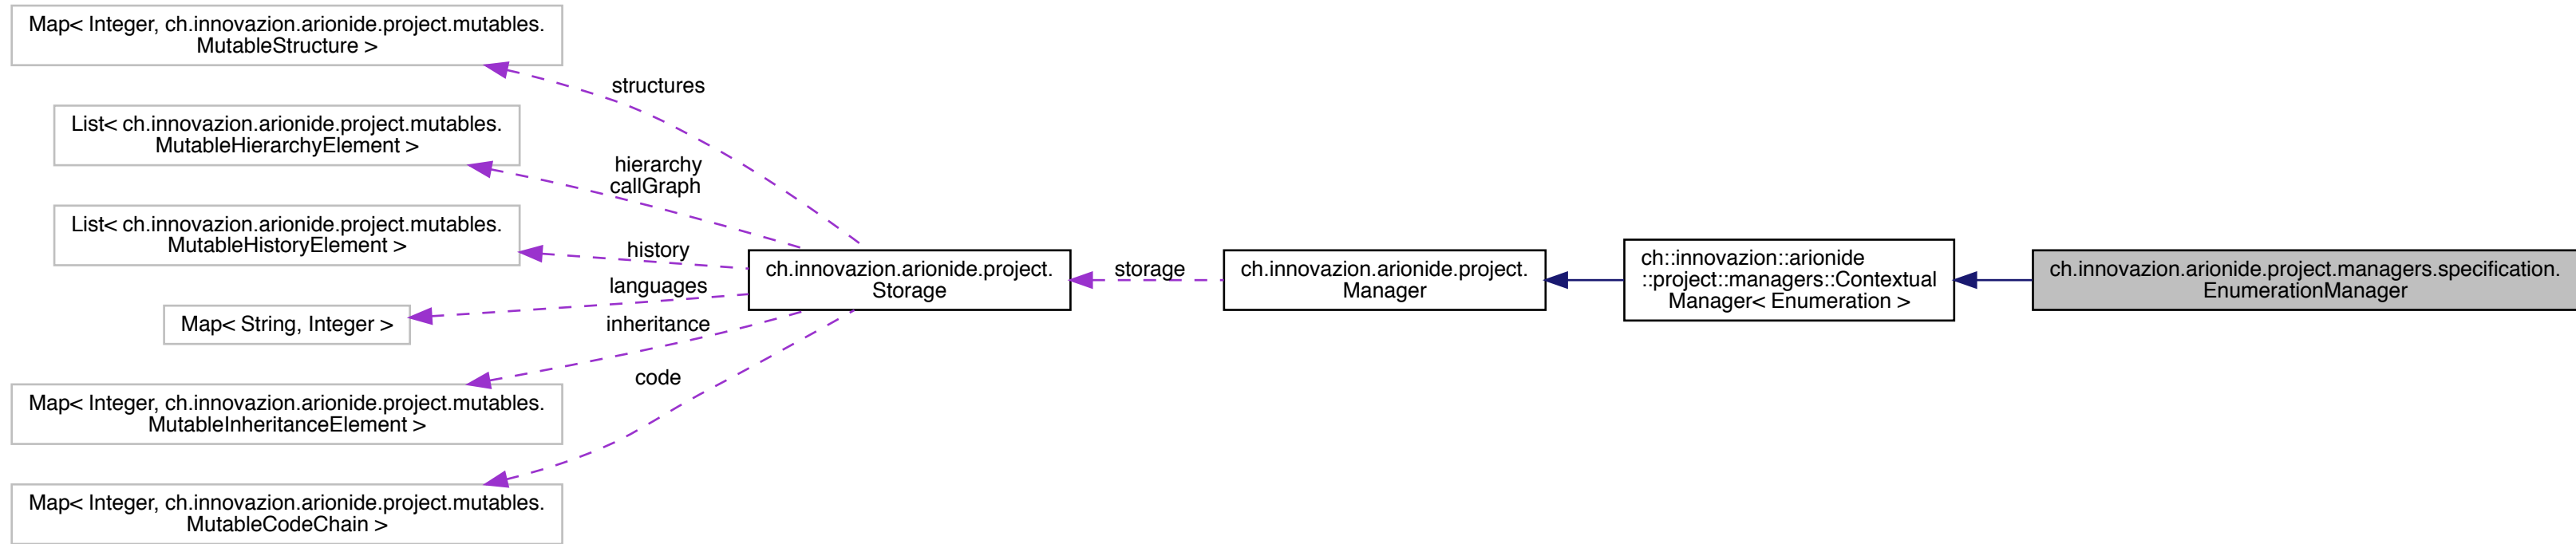 Map< Integer, ch.innovazion.arionide.project.mutables.
MutableStructure >
structures
List< ch.innovazion.arionide.project.mutables.
MutableHierarchyElement >
hierarchy
callGraph
List< ch.innovazion.arionide.project.mutables.
MutableHistoryElement >
history
languages
Map< String, Integer >
inheritance
Map< Integer, ch.innovazion.arionide.project.mutables.
MutableInheritanceElement >
code
Map< Integer, ch.innovazion.arionide.project.mutables.
MutableCodeChain >
ch.innovazion.arionide.project.
Storage
storage
ch.innovazion.arionide.project.
Manager
ch::innovazion::arionide
::project::managers::Contextual
Manager< Enumeration >
ch.innovazion.arionide.project.managers.specification.
EnumerationManager